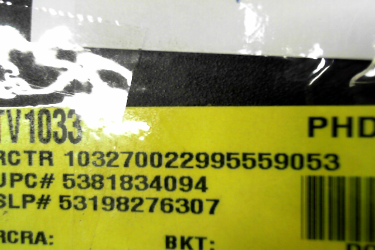 TV1033 PHD
RCTR 103270022995559053
UPC# 5381834094
SLP# 53198276307
RCRA: BKT: